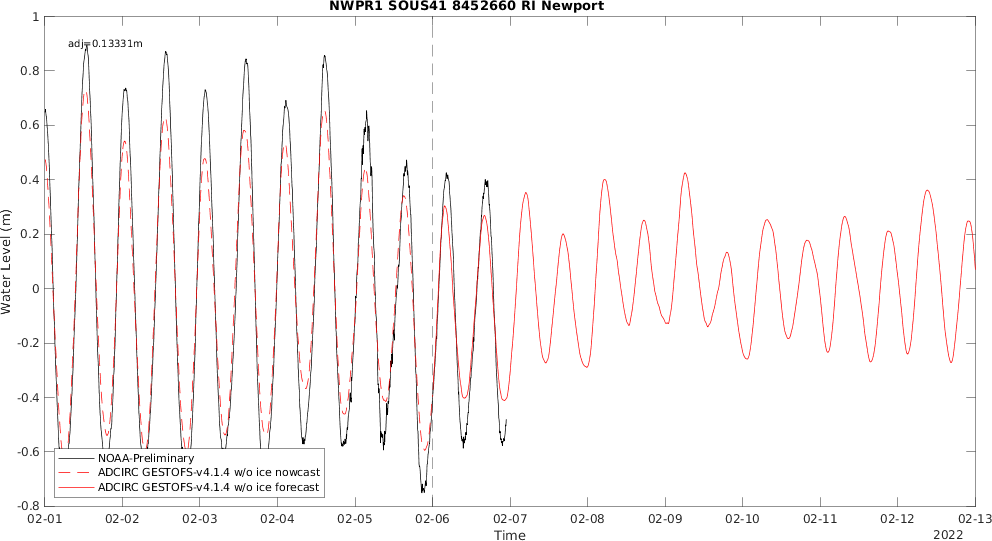 NWPR1 SOUS41 8452660 RI Newport
adj=0.13331m
1
0.8
0.6
0.4
0.2
0
-0.2
-0.4
-0.6
-0.8
Water Level (m)
NOAA-Preliminary
ADCIRC GESTOFS-v4.1.4 w/o ice nowcast
ADCIRC GESTOFS-v4.1.4 w/o ice forecast
02-01 02-02 02-03 02-04 02-05 02-06 02-07 02-08 02-09 02-10 02-11 02-12 02-13
Time
2022